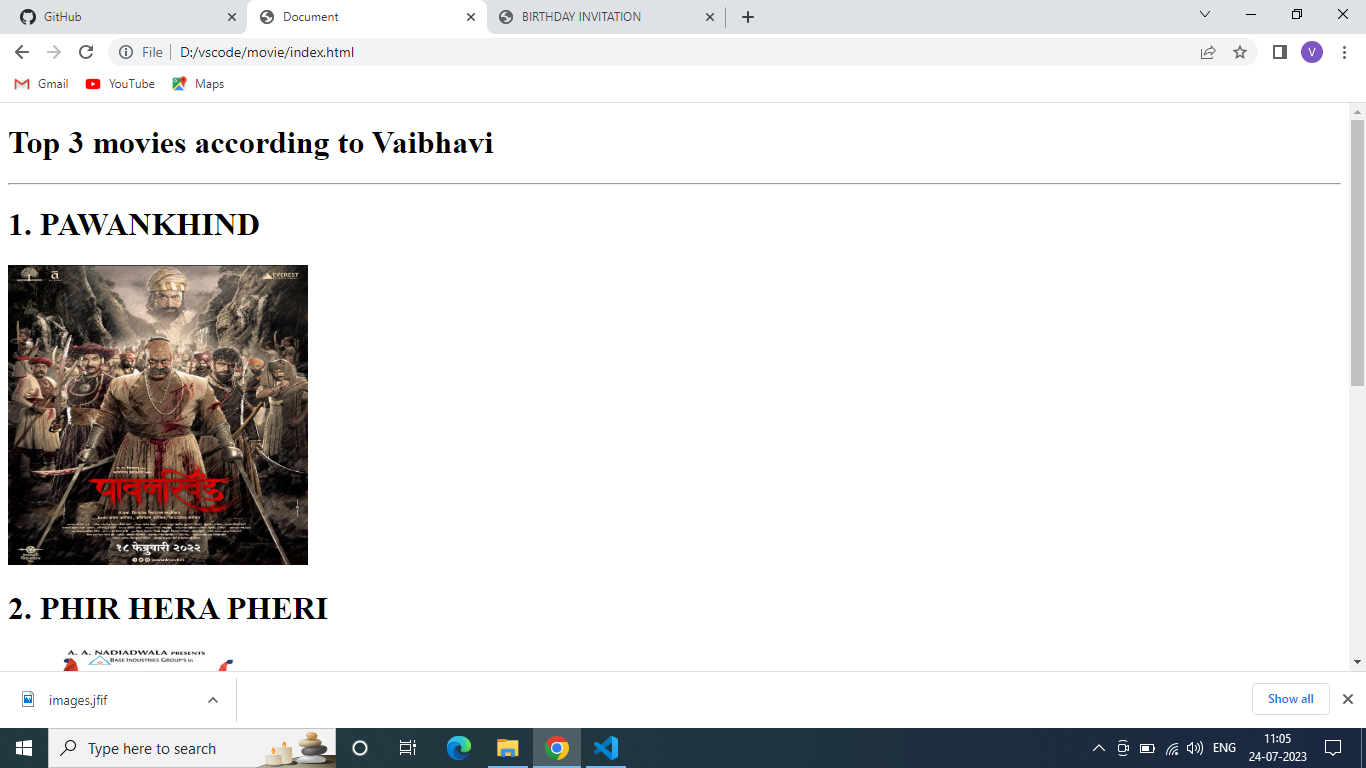 GitHub
Document
BIRTHDAY INVITATION
File
D:/vscode/movie/index.html
V
Gmail
YouTube
Maps
Top 3 movies according to Vaibhavi
1. PAWANKHIND
EVEREST
पावनखिंड
१८ फेब्रुवारी २०२२
2. PHIR HERA PHERI
A. A. NADIADWALA PRESENTS
BASE INDUSTRIES GROUP'S in
images.jfif
Show all
Type here to search
ENG
11:05
24-07-2023